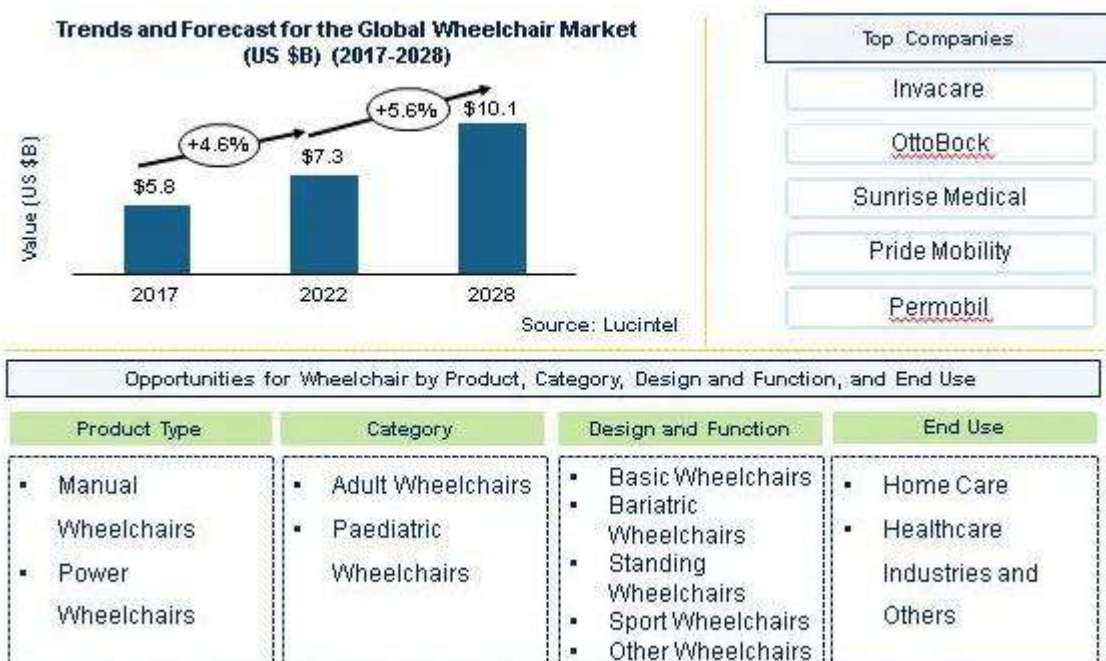 Trends and Forecast for the Global Wheelchair Market
(US $B) (2017-2028)
Value (US $B)
+4.6%
+5.6%
$5.8
$7.3
$10.1
2017
2022
2028
Source: Lucintel
Top Companies
Invacare
OttoBock
Sunrise Medical
Pride Mobility
Permobil
Opportunities for Wheelchair by Product, Category, Design and Function, and End Use
Product Type
▪ Manual
Wheelchairs
▪ Power
Wheelchairs
Category
▪ Adult Wheelchairs
▪ Paediatric
Wheelchairs
Design and Function
▪ Basic Wheelchairs
▪ Bariatric
Wheelchairs
▪ Standing
Wheelchairs
▪ Sport Wheelchairs
▪ Other Wheelchairs
End Use
▪ Home Care
▪ Healthcare
Industries and
Others